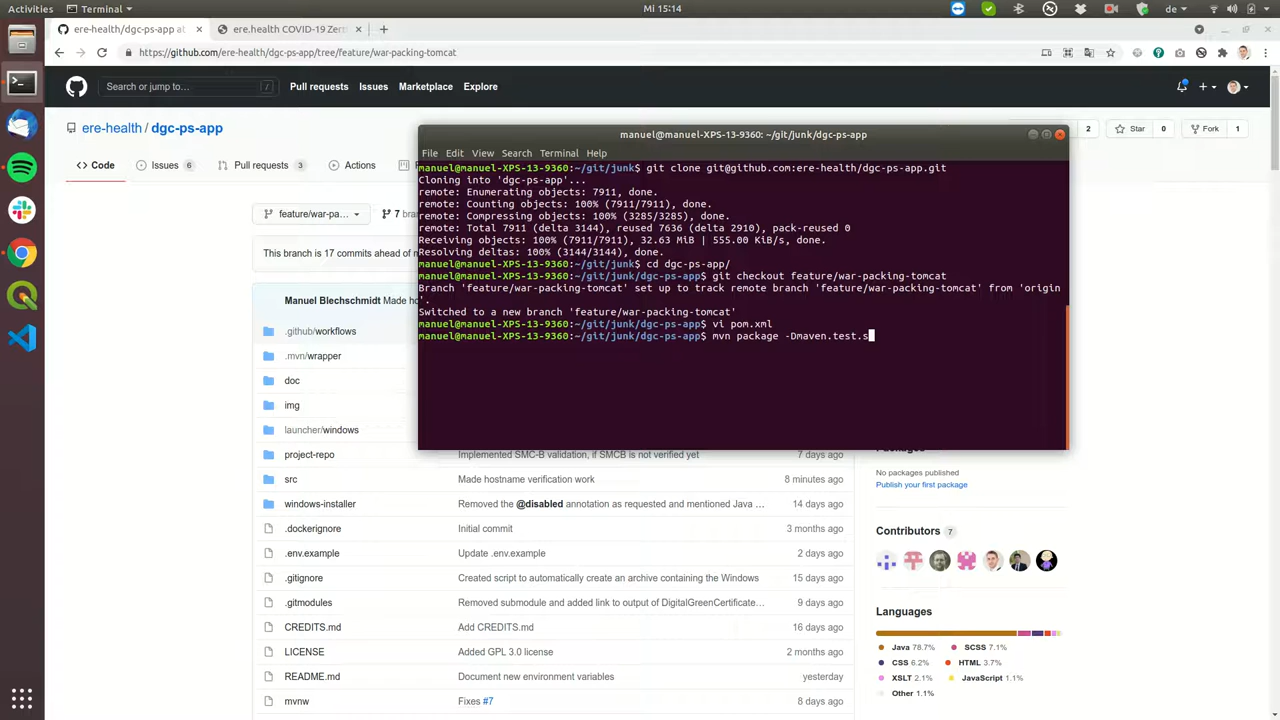 Activities
Terminal
Mi 15:14
de
ere-health/dgc-ps-app at
ere.health COVID-19 Zert
https://github.com/ere-health/dgc-ps-app/tree/feature/war-packing-tomcat
Search or jump to…
/
Pull requests
Issues
Marketplace
Explore
ere-health / dgc-ps-app
2
Star
0
Fork
1
Code
Issues 6
Pull requests 3
Actions
feature/war-pa…
7 bran
This branch is 17 commits ahead of m
Manuel Blechschmidt Made ho
.github/workflows
.mvn/wrapper
doc
img
launcher/windows
project-repo
Implemented SMC-B validation, if SMCB is not verified yet
7 days ago
src
Made hostname verification work
8 minutes ago
windows-installer
Removed the @disabled annotation as requested and mentioned Java …
14 days ago
.dockerignore
Initial commit
3 months ago
.env.example
Update .env.example
2 days ago
.gitignore
Created script to automatically create an archive containing the Windows
15 days ago
.gitmodules
Removed submodule and added link to output of DigitalGreenCertificate…
9 days ago
CREDITS.md
Add CREDITS.md
16 days ago
LICENSE
Added GPL 3.0 license
2 months ago
README.md
Document new environment variables
yesterday
mvnw
Fixes #7
8 days ago
manuel@manuel-XPS-13-9360: ~/git/junk/dgc-ps-app
File Edit View Search Terminal Help
manuel@manuel-XPS-13-9360:~/git/junk$ git clone git@github.com:ere-health/dgc-ps-app.git
Cloning into 'dgc-ps-app'...
remote: Enumerating objects: 7911, done.
remote: Counting objects: 100% (7911/7911), done.
remote: Compressing objects: 100% (3285/3285), done.
remote: Total 7911 (delta 3144), reused 7636 (delta 2910), pack-reused 0
Receiving objects: 100% (7911/7911), 32.63 MiB | 555.00 KiB/s, done.
Resolving deltas: 100% (3144/3144), done.
manuel@manuel-XPS-13-9360:~/git/junk$ cd dgc-ps-app/
manuel@manuel-XPS-13-9360:~/git/junk/dgc-ps-app$ git checkout feature/war-packing-tomcat
Branch 'feature/war-packing-tomcat' set up to track remote branch 'feature/war-packing-tomcat' from 'origin
'.
Switched to a new branch 'feature/war-packing-tomcat'
manuel@manuel-XPS-13-9360:~/git/junk/dgc-ps-app$ vi pom.xml
manuel@manuel-XPS-13-9360:~/git/junk/dgc-ps-app$ mvn package -Dmaven.test.s
Packages
No packages published
Publish your first package
Contributors 7
Languages
Java 78.7%
SCSS 7.1%
CSS 6.2%
HTML 3.7%
XSLT 2.1%
JavaScript 1.1%
Other 1.1%